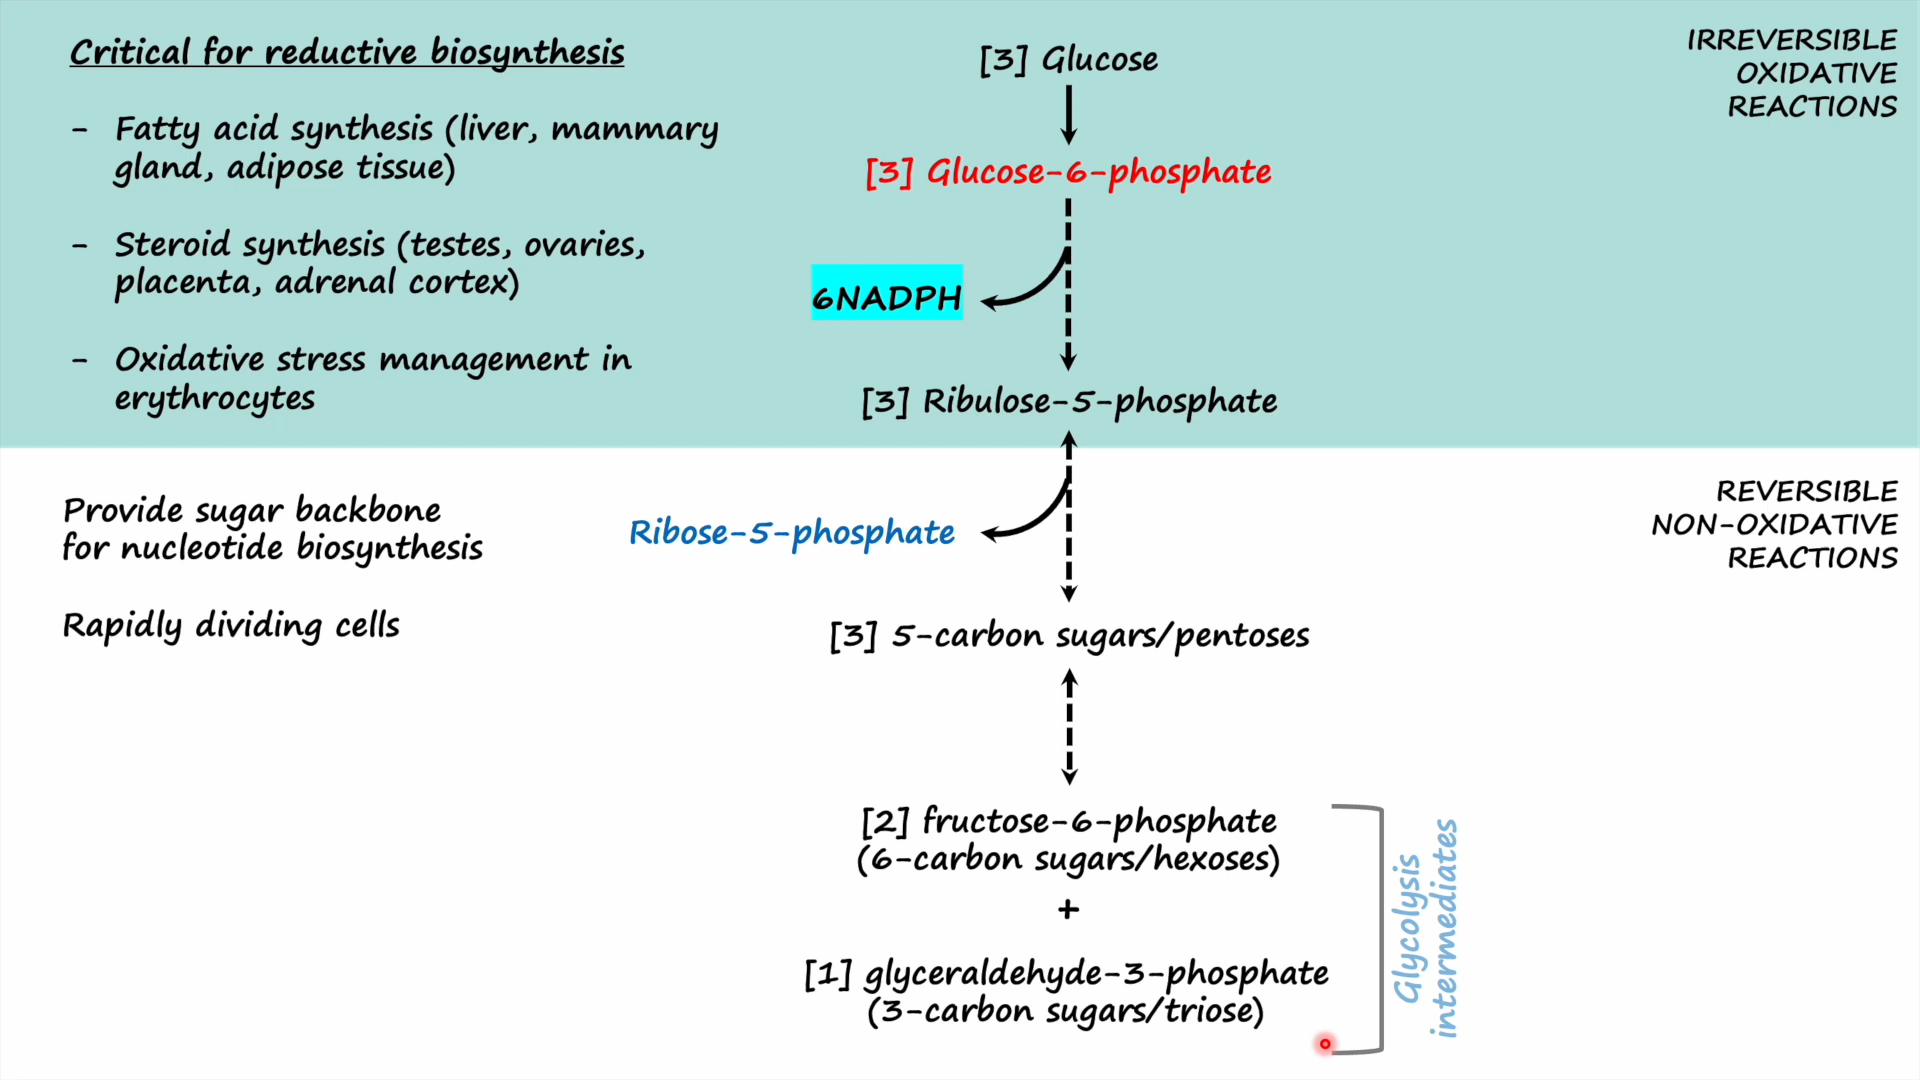 Critical for reductive biosynthesis
- Fatty acid synthesis (liver, mammary
gland, adipose tissue)
- Steroid synthesis (testes, ovaries,
placenta, adrenal cortex)
- Oxidative stress management in
erythrocytes
[3] Glucose
[3] Glucose-6-phosphate
6NADPH
[3] Ribulose-5-phosphate
IRREVERSIBLE
OXIDATIVE
REACTIONS
Provide sugar backbone
for nucleotide biosynthesis
Rapidly dividing cells
Ribose-5-phosphate
[3] 5-carbon sugars/pentoses
[2] fructose-6-phosphate
(6-carbon sugars/hexoses)
+
[1] glyceraldehyde-3-phosphate
(3-carbon sugars/triose)
Glycolysis
intermediates
REVERSIBLE
NON-OXIDATIVE
REACTIONS